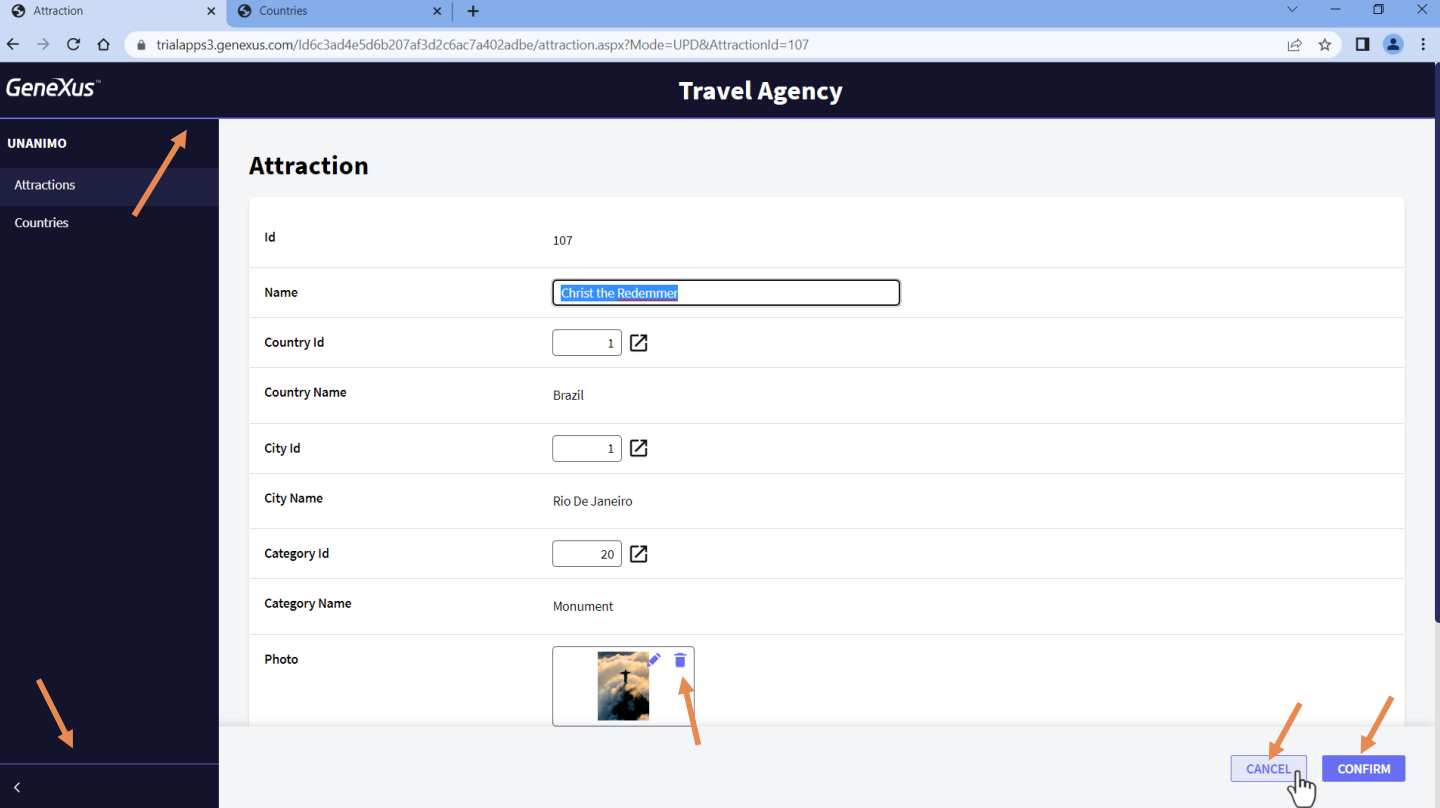 Attraction
Countries
trialapps3.genexus.com/Id6c3ad4e5d6b207af3d2c6ac7a402adbe/attraction.aspx?Mode=UPD&AttractionId=107
GeneXus™
Travel Agency
UNANIMO
Attractions
Countries
Attraction
Id 107
Name Christ the Redemmer
Country Id 1
Country Name Brazil
City Id 1
City Name Rio De Janeiro
Category Id 20
Category Name Monument
Photo
CANCEL CONFIRM